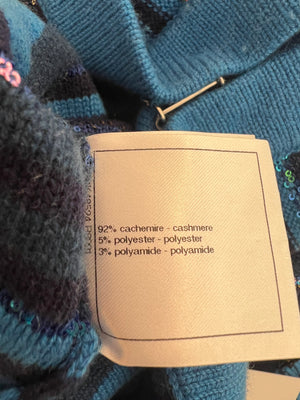 92% cachemire - cashmere
5% polyester - polyester
3% polyamide - polyamide